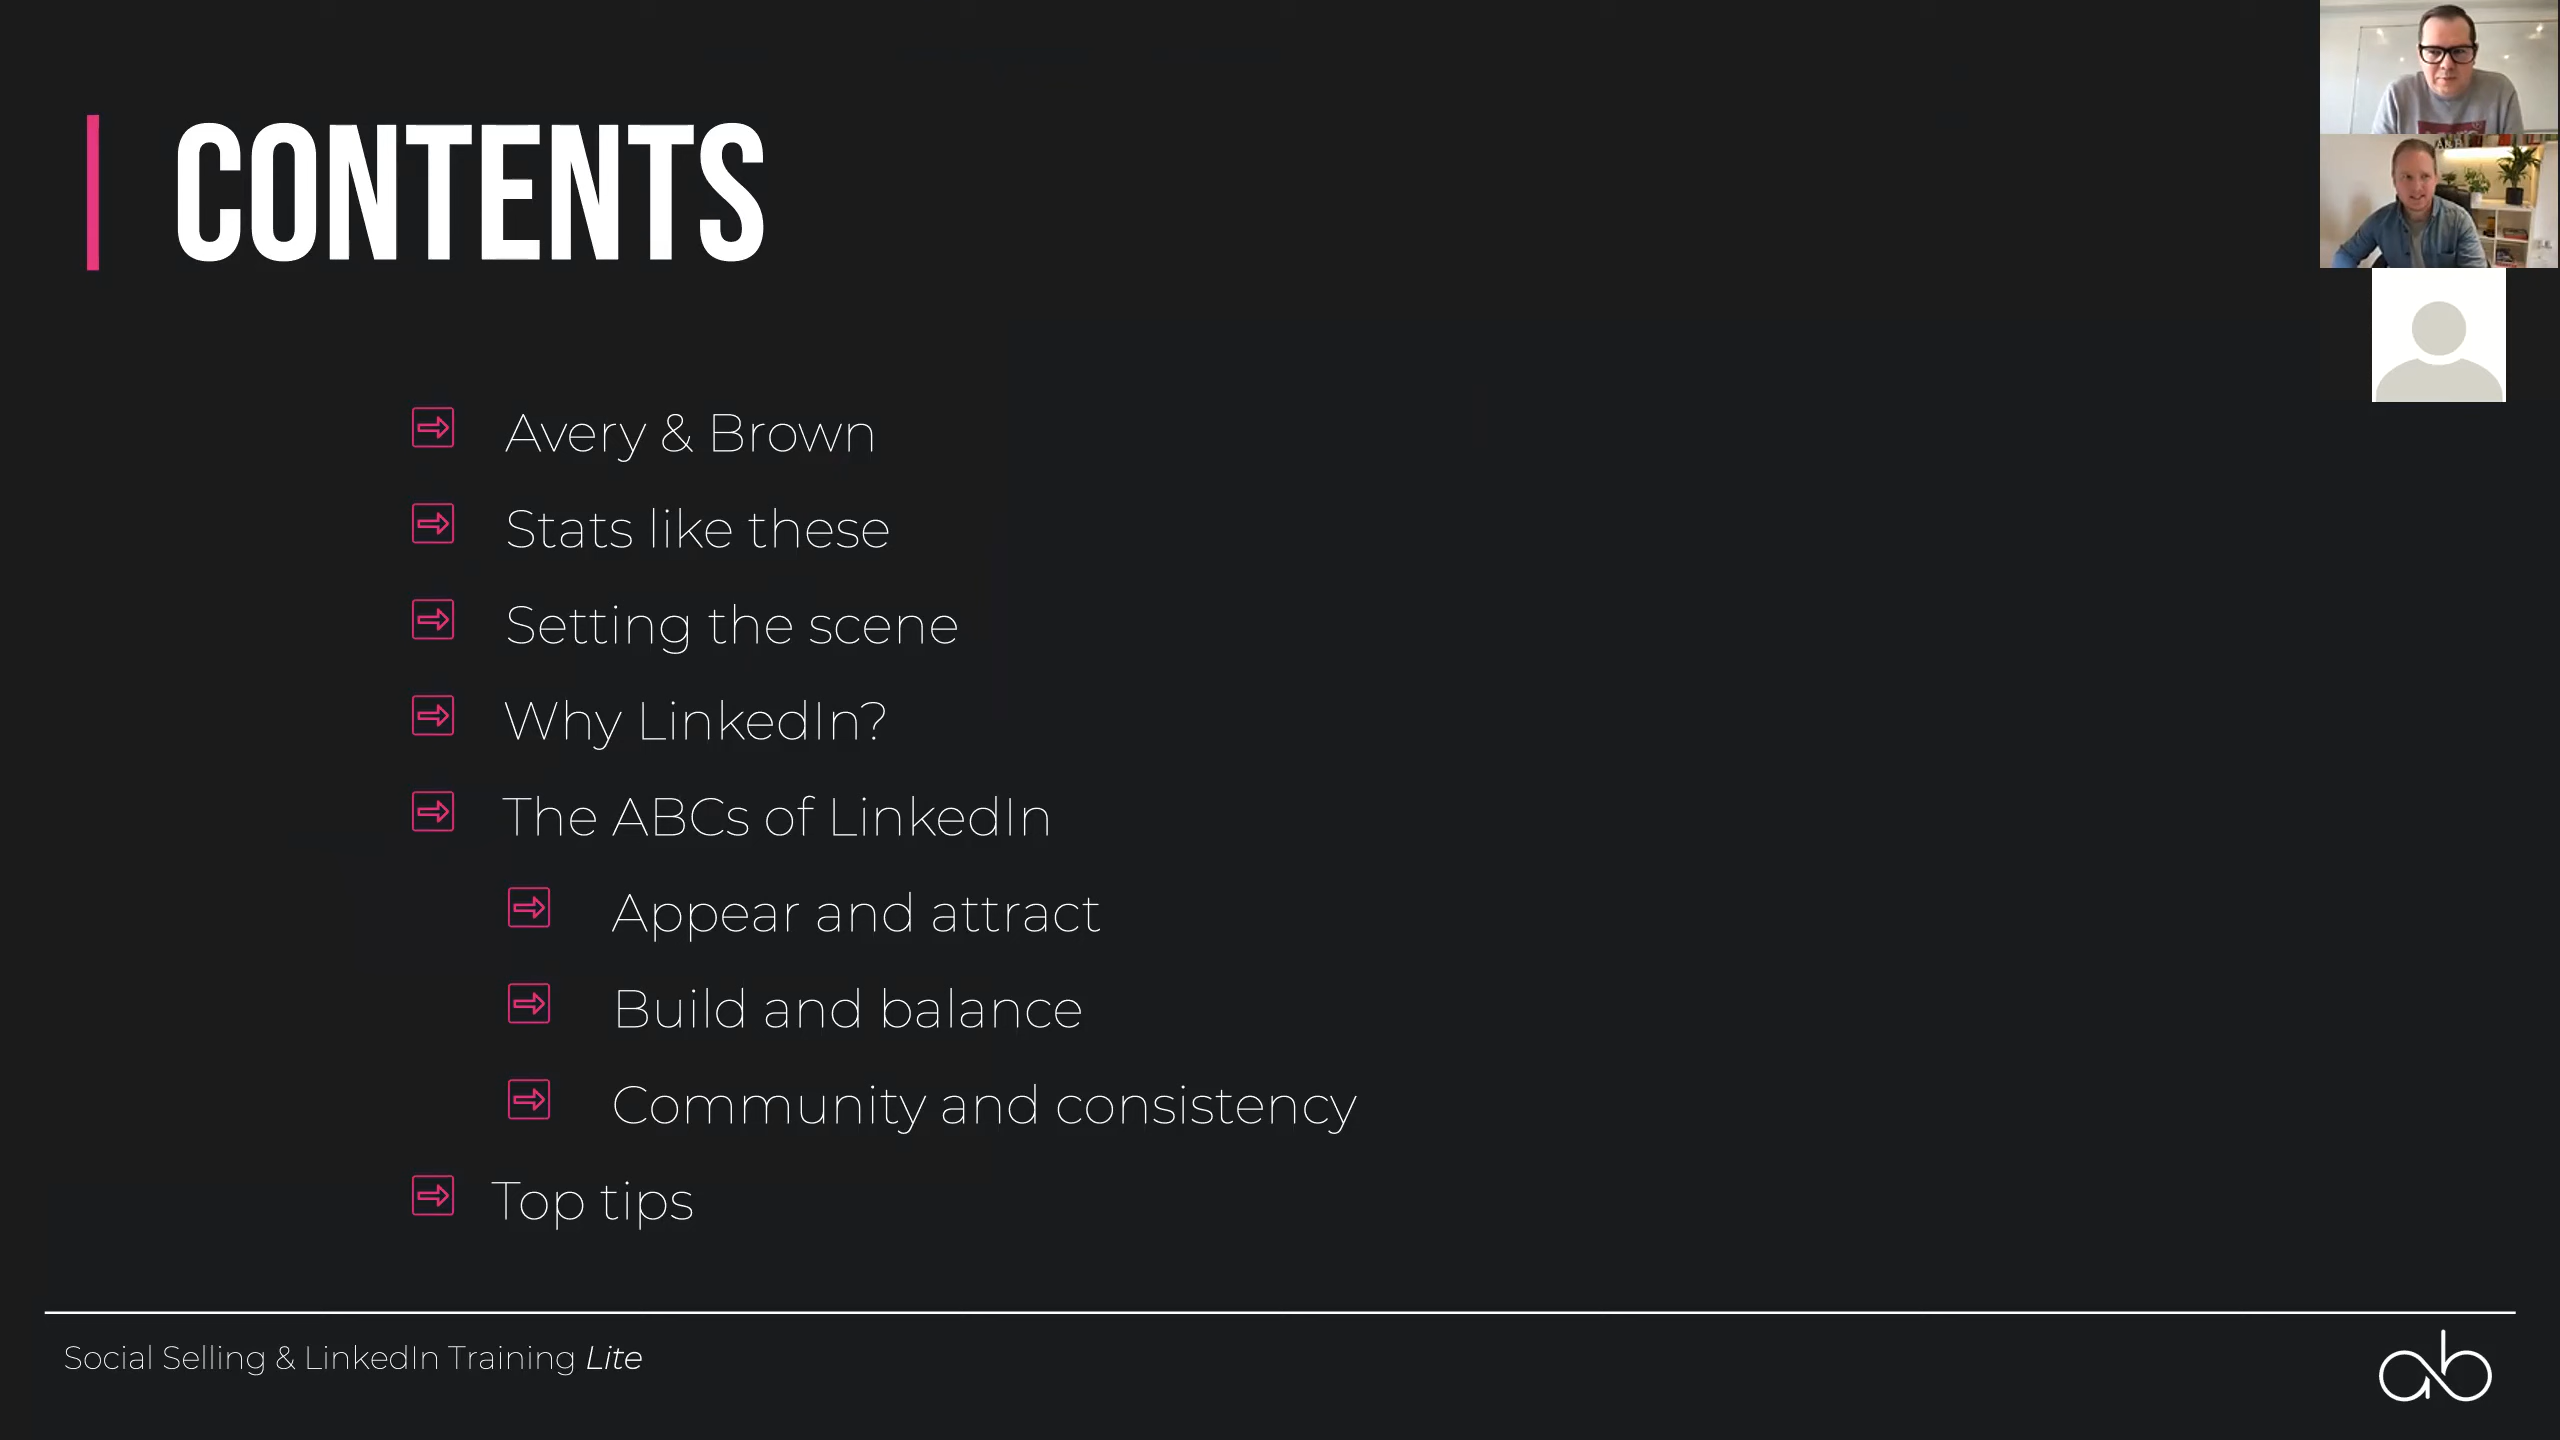 CONTENTS
Avery & Brown
Stats like these
Setting the scene
Why LinkedIn?
The ABCs of LinkedIn
Appear and attract
Build and balance
Community and consistency
Top tips
Social Selling & LinkedIn Training Lite
ab
A&B